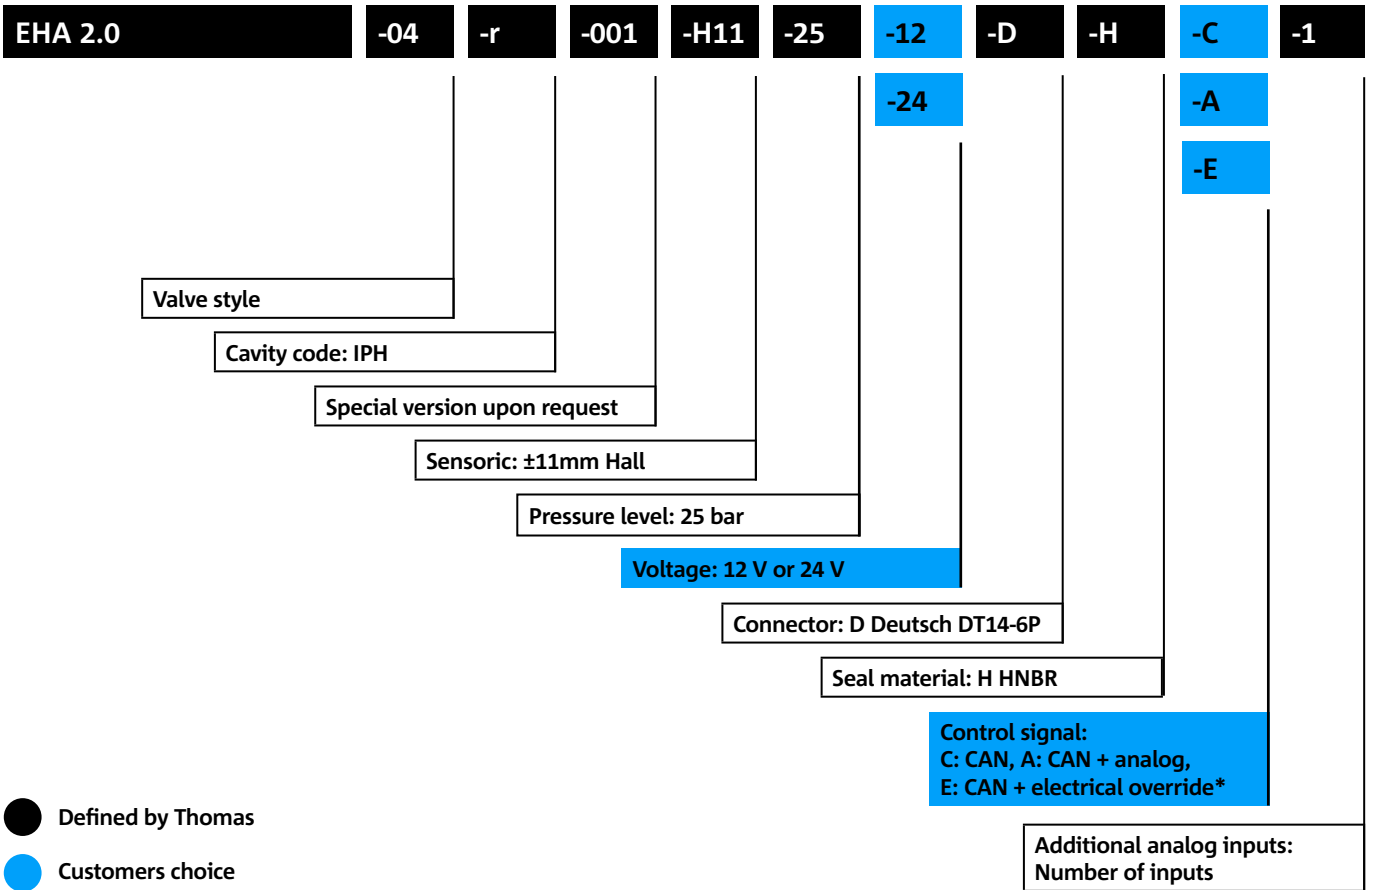 EHA 2.0 -04 -r -001 -H11 -25 -12 -D -H -C -1
-24 -A
-E
Valve style
Cavity code: IPH
Special version upon request
Sensoric: ±11mm Hall
Pressure level: 25 bar
Voltage: 12 V or 24 V
Connector: D Deutsch DT14-6P
Seal material: H HNBR
Control signal:
C: CAN, A: CAN + analog,
E: CAN + electrical override*
Defined by Thomas
Additional analog inputs:
Number of inputs
Customers choice